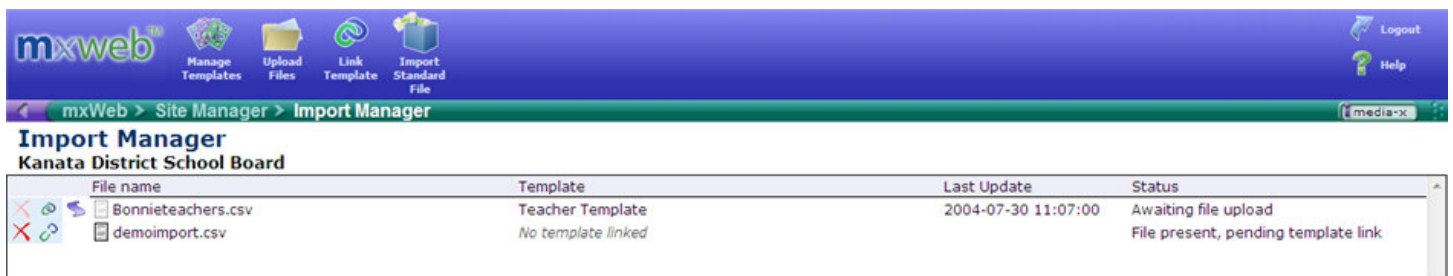 mxweb™
Manage Templates
Upload Files
Link Template
Import Standard File
Logout
Help
mxWeb > Site Manager > Import Manager
media-x
Import Manager
Kanata District School Board
File name Template Last Update Status
Bonnieteachers.csv Teacher Template 2004-07-30 11:07:00 Awaiting file upload
demoimport.csv No template linked File present, pending template link